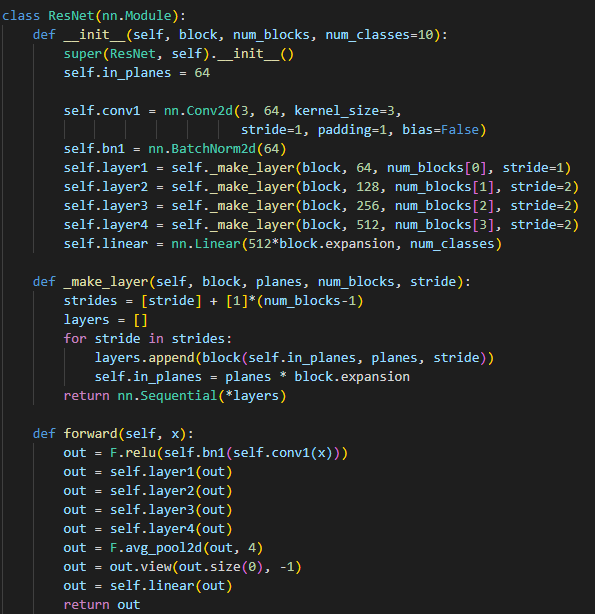 class ResNet(nn.Module):
    def __init__(self, block, num_blocks, num_classes=10):
        super(ResNet, self).__init__()
        self.in_planes = 64

        self.conv1 = nn.Conv2d(3, 64, kernel_size=3,
                               stride=1, padding=1, bias=False)
        self.bn1 = nn.BatchNorm2d(64)
        self.layer1 = self._make_layer(block, 64, num_blocks[0], stride=1)
        self.layer2 = self._make_layer(block, 128, num_blocks[1], stride=2)
        self.layer3 = self._make_layer(block, 256, num_blocks[2], stride=2)
        self.layer4 = self._make_layer(block, 512, num_blocks[3], stride=2)
        self.linear = nn.Linear(512*block.expansion, num_classes)

    def _make_layer(self, block, planes, num_blocks, stride):
        strides = [stride] + [1]*(num_blocks-1)
        layers = []
        for stride in strides:
            layers.append(block(self.in_planes, planes, stride))
            self.in_planes = planes * block.expansion
        return nn.Sequential(*layers)

    def forward(self, x):
        out = F.relu(self.bn1(self.conv1(x)))
        out = self.layer1(out)
        out = self.layer2(out)
        out = self.layer3(out)
        out = self.layer4(out)
        out = F.avg_pool2d(out, 4)
        out = out.view(out.size(0), -1)
        out = self.linear(out)
        return out